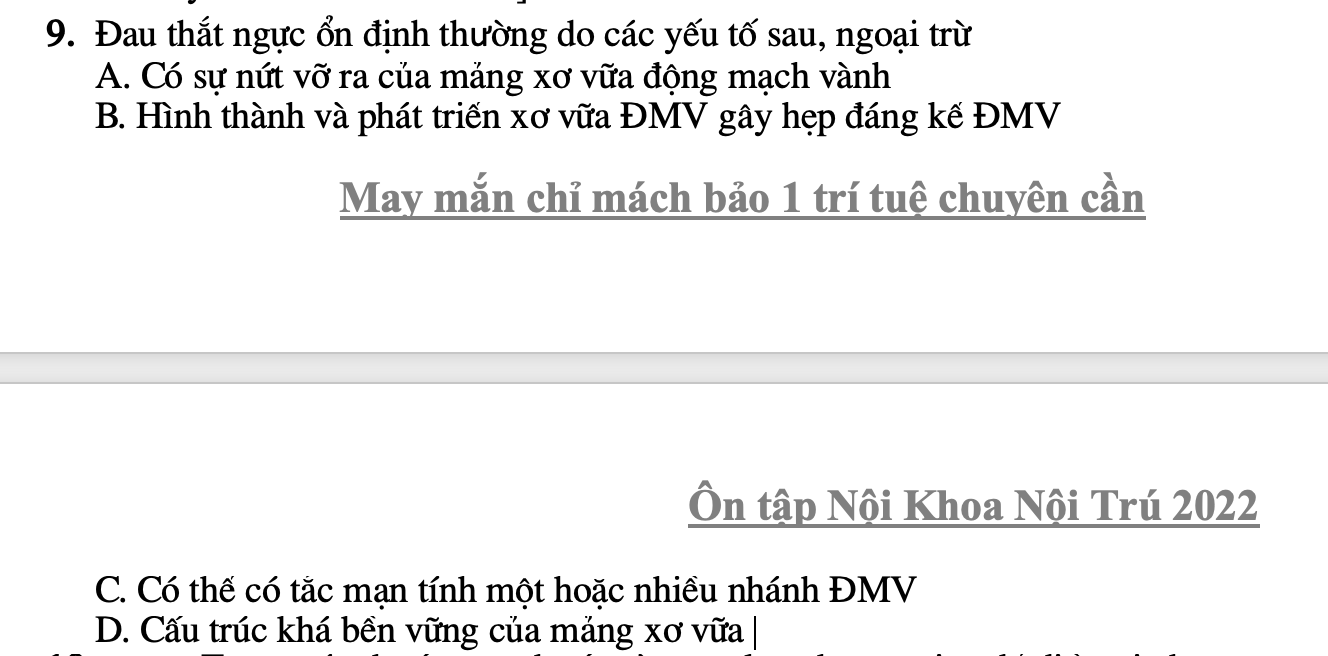 9. Đau thắt ngực ổn định thường do các yếu tố sau, ngoại trừ
A. Có sự nứt vỡ ra của mảng xơ vữa động mạch vành
B. Hình thành và phát triển xơ vữa ĐMV gây hẹp đáng kể ĐMV
May mắn chỉ mách bảo 1 trí tuệ chuyên cần
Ôn tập Nội Khoa Nội Trú 2022
C. Có thể có tắc mạn tính một hoặc nhiều nhánh ĐMV
D. Cấu trúc khá bền vững của mảng xơ vữa